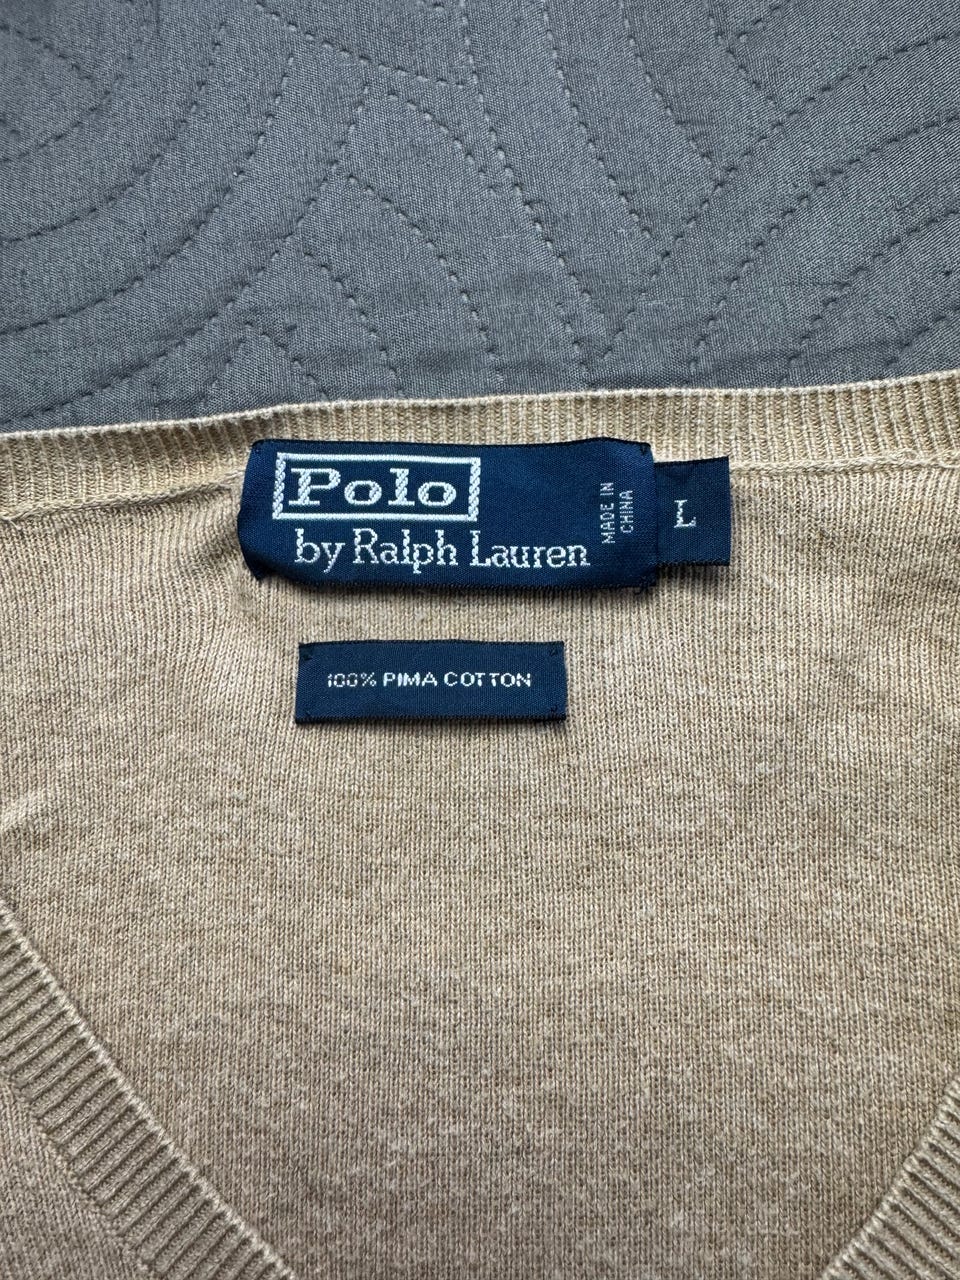 Polo
by Ralph Lauren
MADE IN
CHINA
L
100% PIMA COTTON